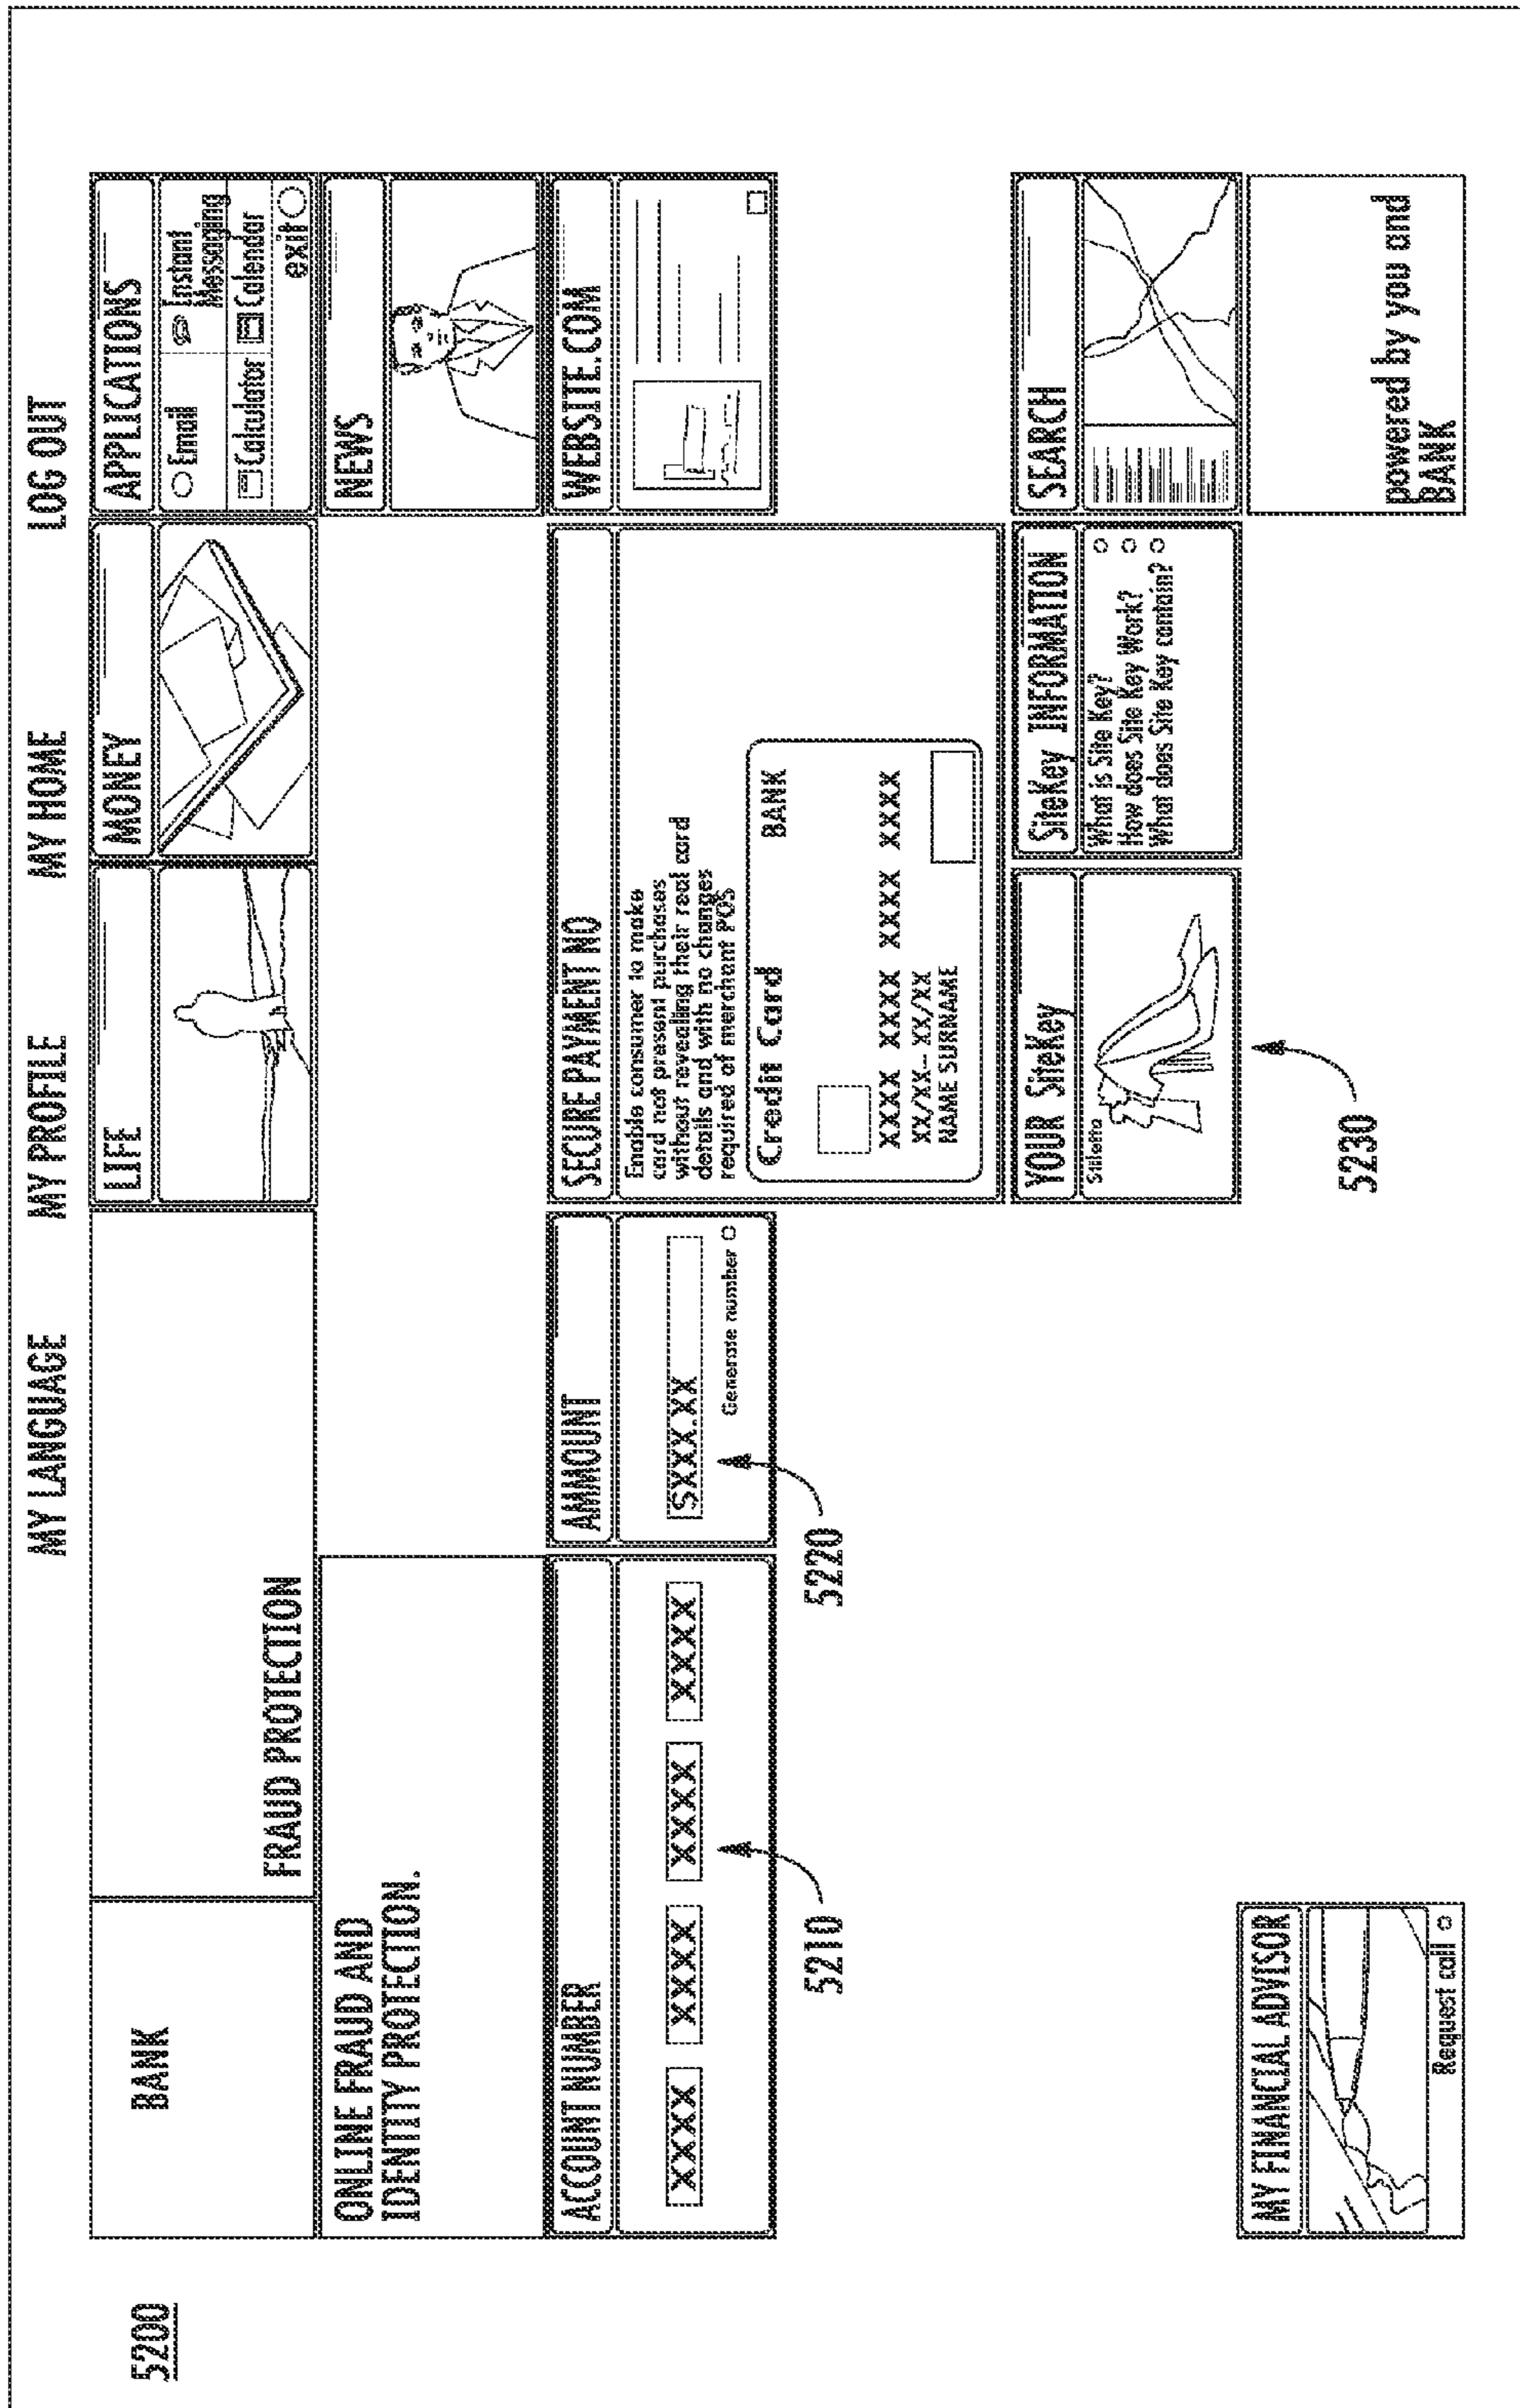 5200
MY LANGUAGE
MY PROFILE
MY HOME
LOG OUT
BANK
FRAUD PROTECTION
LIFE
MONEY
APPLICATIONS
Email
Instant
Messaging
Calculator
Calendar
exit
ONLINE FRAUD AND
IDENTITY PROTECTION.
NEWS
ACCOUNT NUMBER
XXXX XXXX XXXX XXXX
5210
AMMOUNT
$XXX.XX
Generate number
5220
SECURE PAYMENT NO
Enable consumer to make
card not present purchases
without revealing their real card
details and with no changes
required of merchant POS
Credit Card
BANK
XXXX XXXX XXXX XXXX
XX/XX-XX/XX
NAME SURNAME
WEBSITE.COM
YOUR SiteKey
Stiletto
5230
SiteKey INFORMATION
What is Site Key?
How does Site Key Work?
What does Site Key contain?
SEARCH
MY FINANCIAL ADVISOR
Request call
powered by you and
BANK